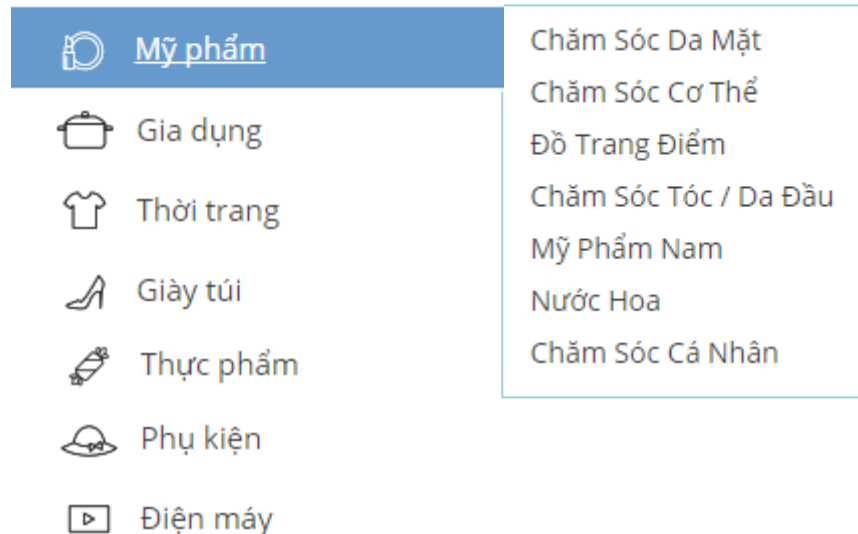 Mỹ phẩm
Gia dụng
Thời trang
Giày túi
Thực phẩm
Phụ kiện
Điện máy
Chăm Sóc Da Mặt
Chăm Sóc Cơ Thể
Đồ Trang Điểm
Chăm Sóc Tóc / Da Đầu
Mỹ Phẩm Nam
Nước Hoa
Chăm Sóc Cá Nhân